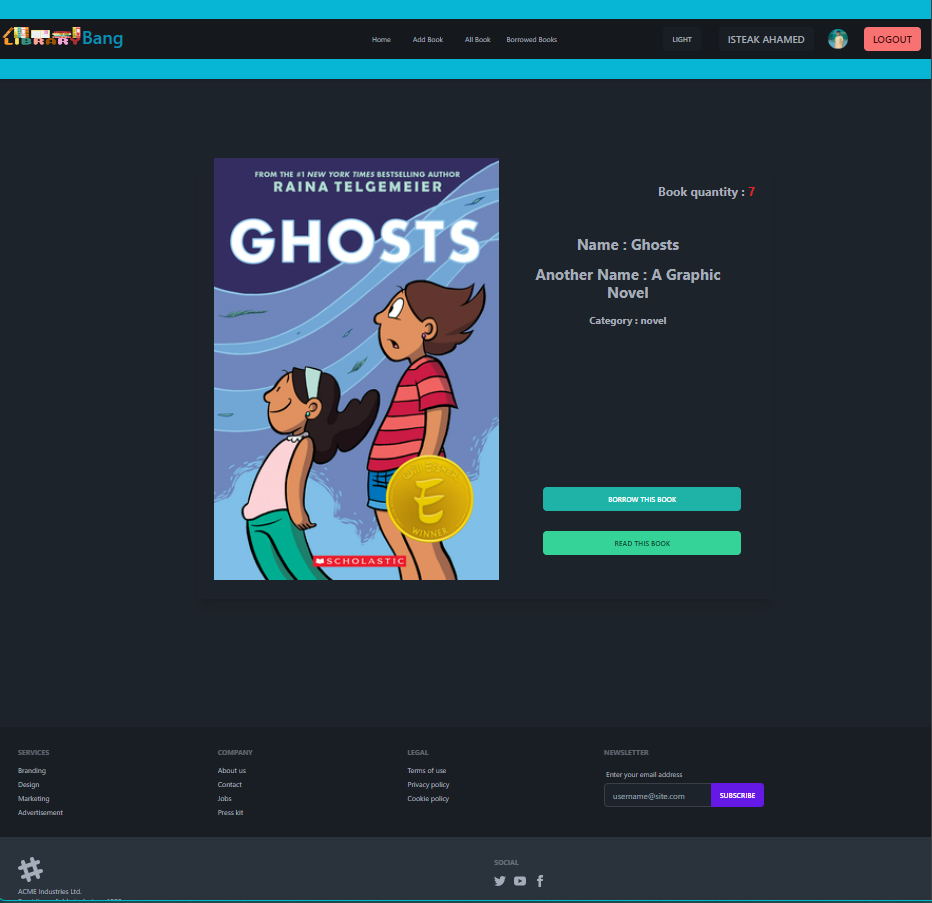 LIBRARY Bang
Home Add Book All Book Borrowed Books LIGHT ISTEAK AHAMED LOGOUT
FROM THE #1 NEW YORK TIMES BESTSELLING AUTHOR
RAINA TELGEMEIER
GHOSTS
WINNER
SCHOLASTIC
Book quantity : 7
Name : Ghosts
Another Name : A Graphic
Novel
Category : novel
BORROW THIS BOOK
READ THIS BOOK
SERVICES
Branding
Design
Marketing
Advertisement
COMPANY
About us
Contact
Jobs
Press kit
LEGAL
Terms of use
Privacy policy
Cookie policy
NEWSLETTER
Enter your email address
username@site.com SUBSCRIBE
ACME Industries Ltd.
SOCIAL